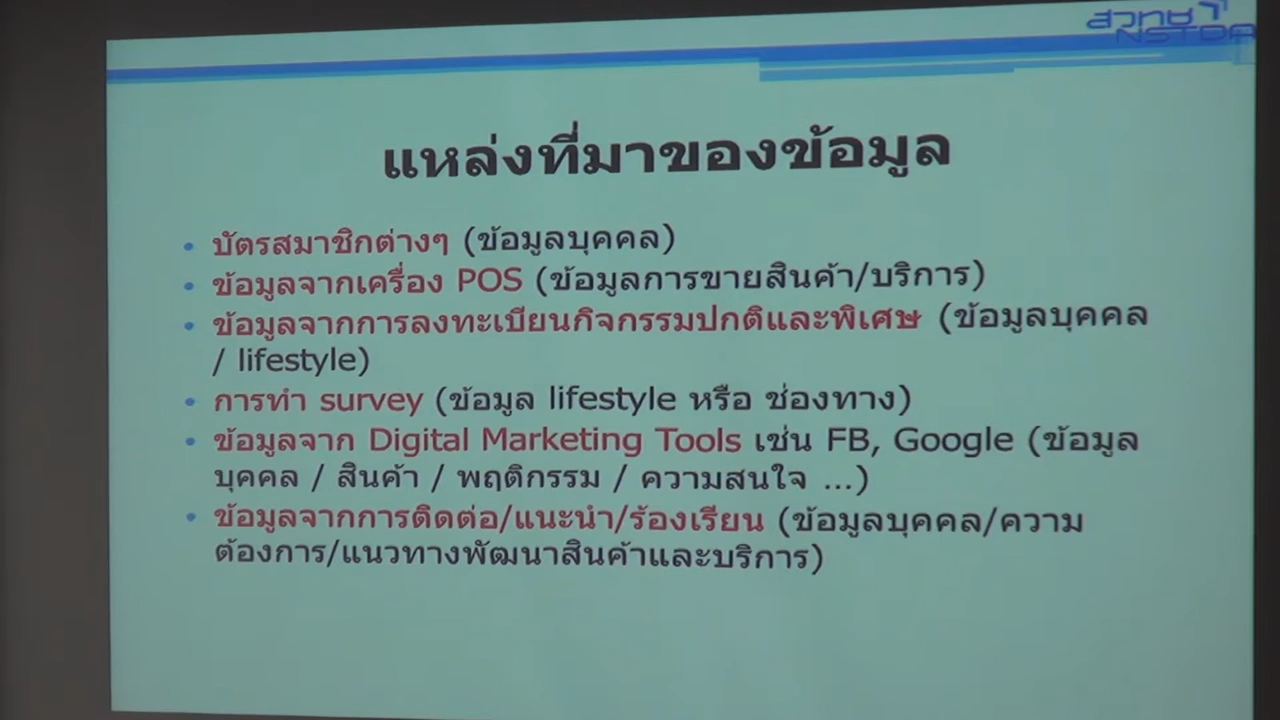 สวทช
NSTDA
แหล่งที่มาของข้อมูล
• บัตรสมาชิกต่างๆ (ข้อมูลบุคคล)
• ข้อมูลจากเครื่อง POS (ข้อมูลการขายสินค้า/บริการ)
• ข้อมูลจากการลงทะเบียนกิจกรรมปกติและพิเศษ (ข้อมูลบุคคล
/ lifestyle)
• การทำ survey (ข้อมูล lifestyle หรือ ช่องทาง)
• ข้อมูลจาก Digital Marketing Tools เช่น FB, Google (ข้อมูล
บุคคล / สินค้า / พฤติกรรม / ความสนใจ ...)
• ข้อมูลจากการติดต่อ/แนะนำ/ร้องเรียน (ข้อมูลบุคคล/ความ
ต้องการ/แนวทางพัฒนาสินค้าและบริการ)